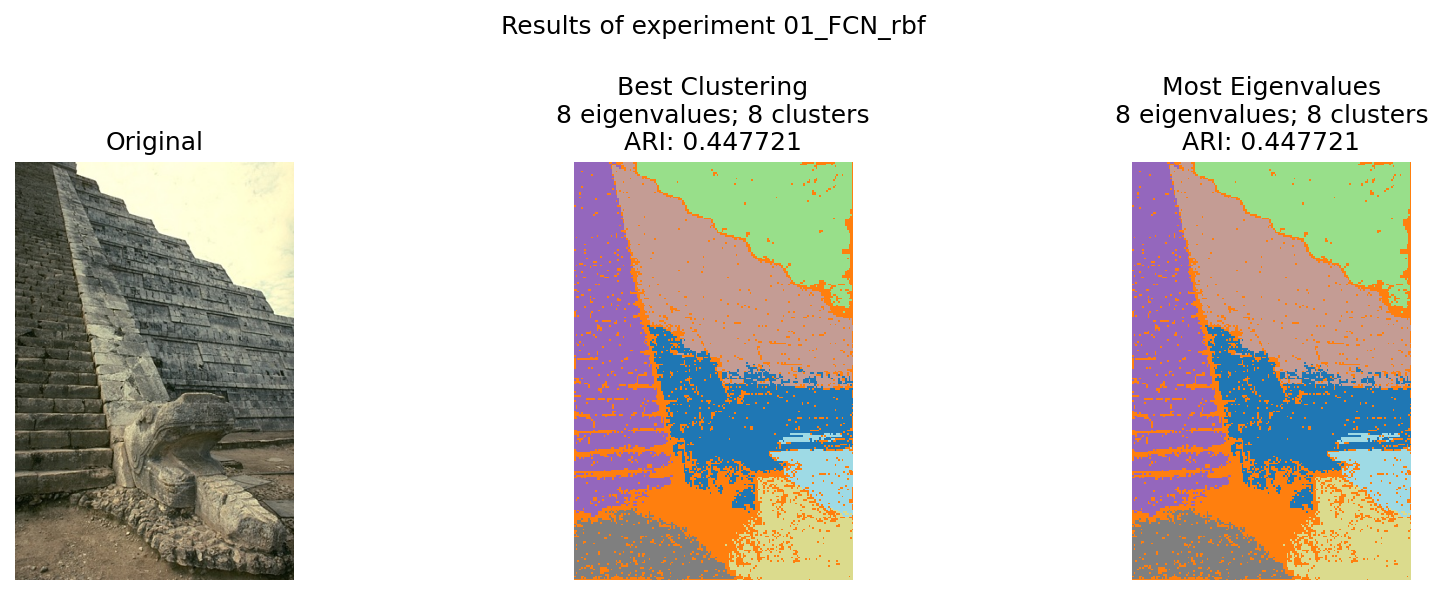 Results of experiment 01_FCN_rbf
Original
Best Clustering
8 eigenvalues; 8 clusters
ARI: 0.447721
Most Eigenvalues
8 eigenvalues; 8 clusters
ARI: 0.447721